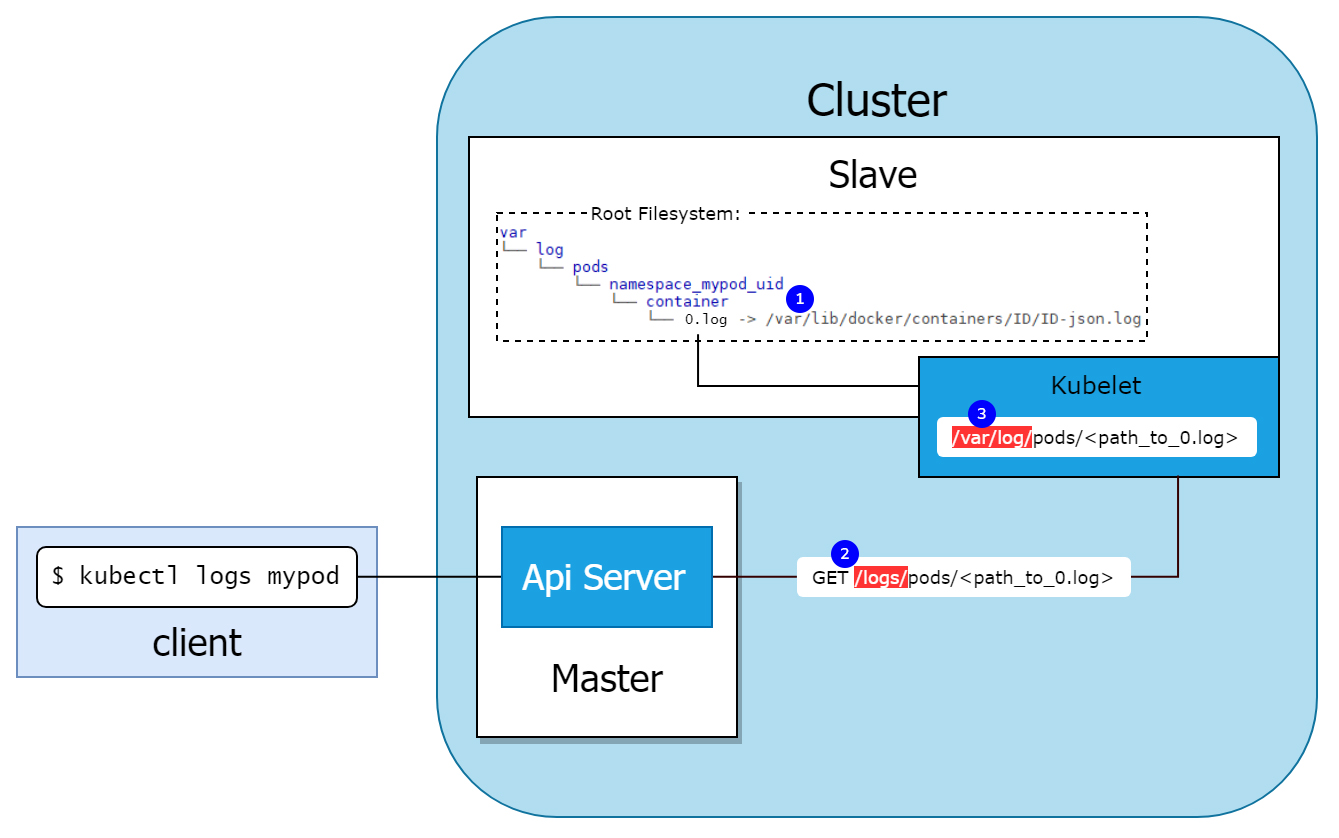 Cluster
Slave
Root Filesystem:
var
└── log
└── pods
└── namespace_mypod_uid
└── container
1
└── 0.log -> /var/lib/docker/containers/ID/ID-json.log
Kubelet
3
/var/log/pods/<path_to_0.log>
$ kubectl logs mypod
client
Api Server
Master
2
GET /logs/pods/<path_to_0.log>